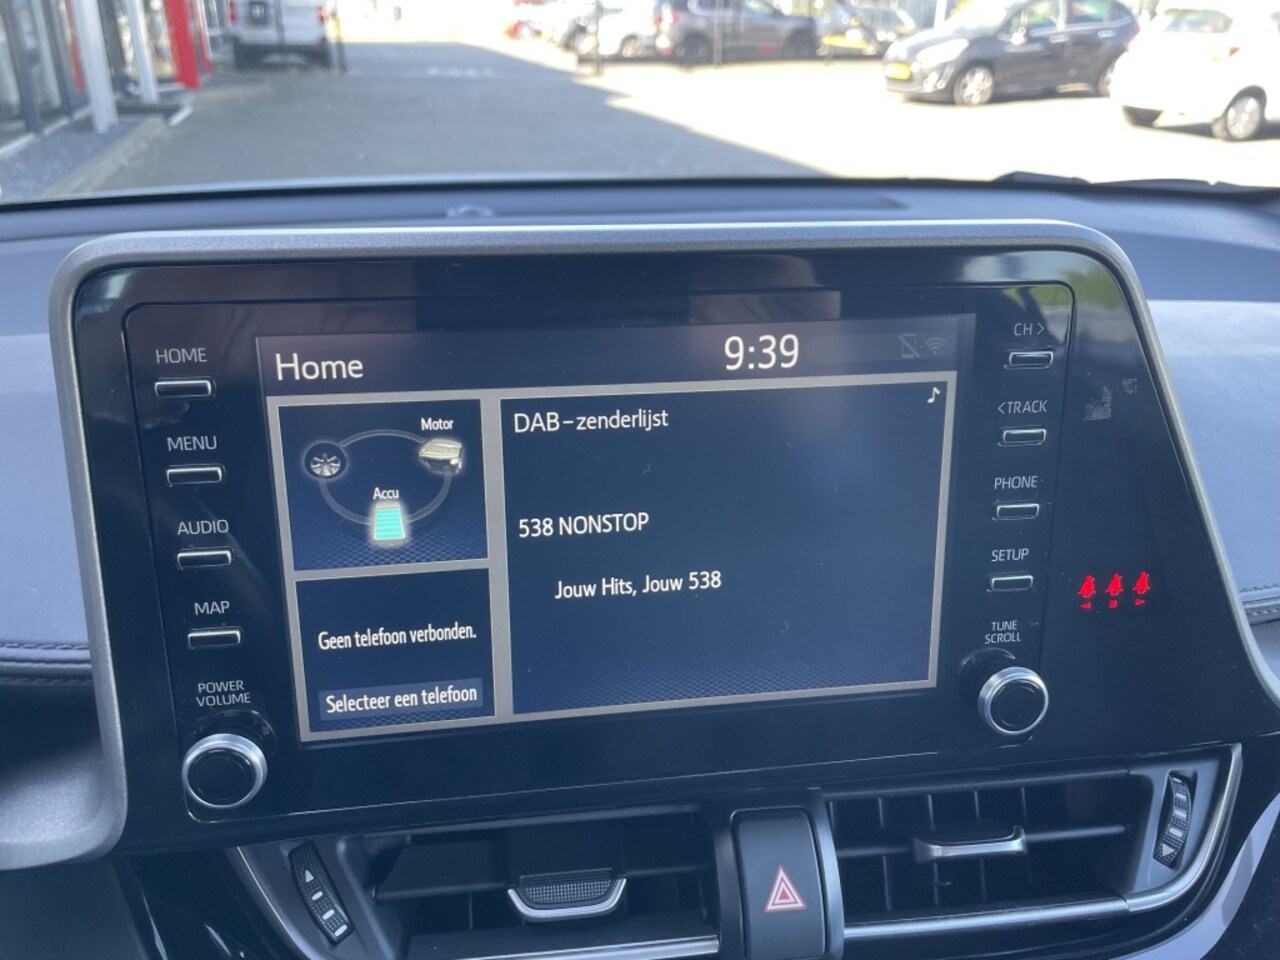 HOME
MENU
AUDIO
MAP
POWER
VOLUME
Home
9:39
Motor
Accu
Geen telefoon verbonden.
Selecteer een telefoon
DAB-zenderlijst
538 NONSTOP
Jouw Hits, Jouw 538
CH >
< TRACK
PHONE
SETUP
TUNE
SCROLL